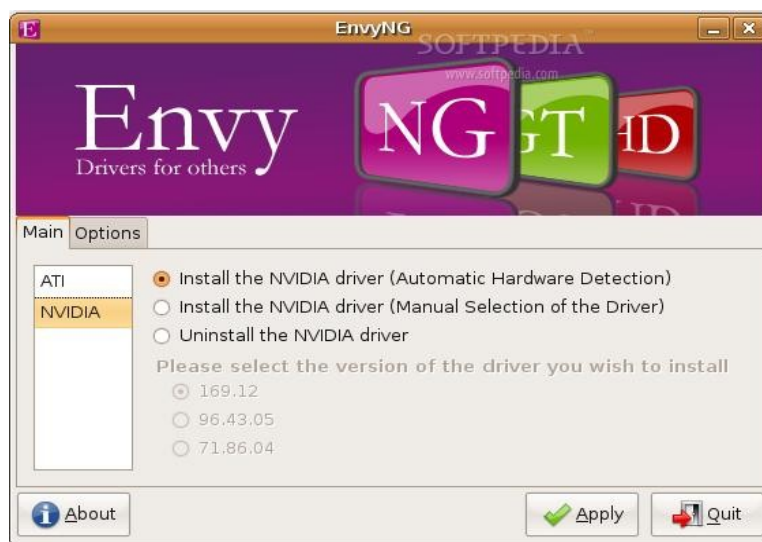 EnvyNG
SOFTPEDIA
www.softpedia.com
Envy
Drivers for others
NG
GT
HD
Main
Options
ATI
NVIDIA
Install the NVIDIA driver (Automatic Hardware Detection)
Install the NVIDIA driver (Manual Selection of the Driver)
Uninstall the NVIDIA driver
Please select the version of the driver you wish to install
169.12
96.43.05
71.86.04
About
Apply
Quit